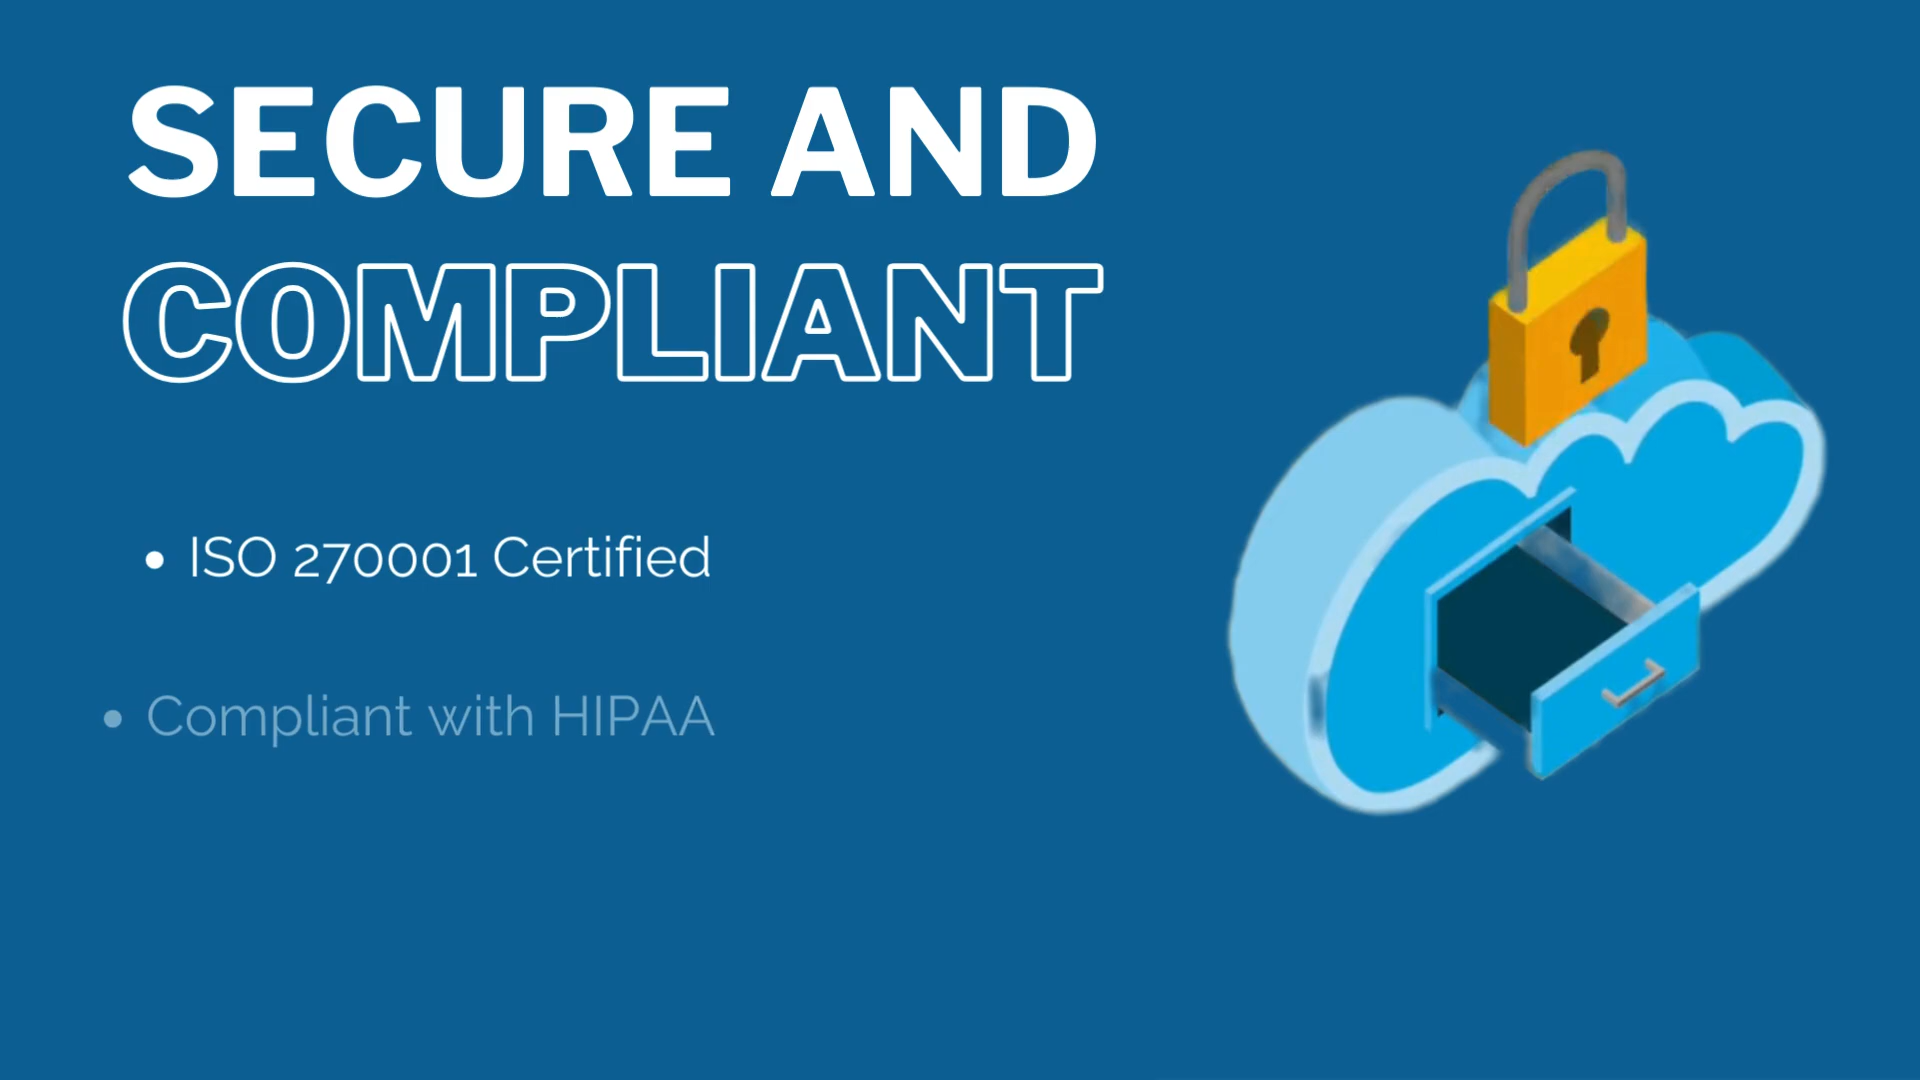 SECURE AND
COMPLIANT
• ISO 270001 Certified
• Compliant with HIPAA